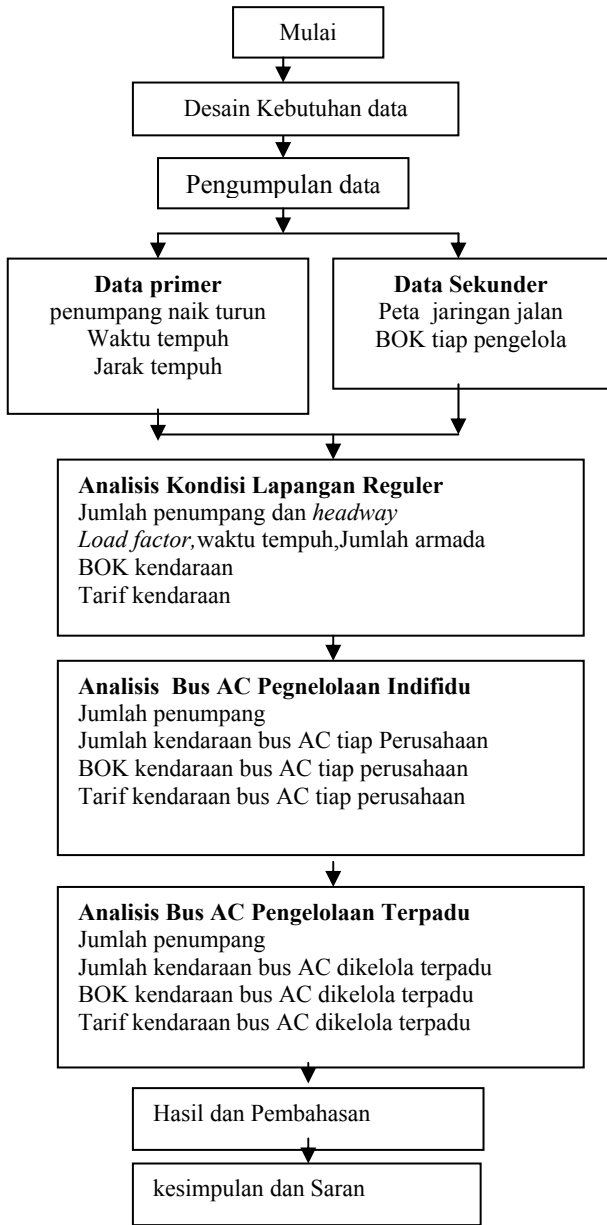 Mulai
Desain Kebutuhan data
Pengumpulan data
Data primer
penumpang naik turun
Waktu tempuh
Jarak tempuh
Data Sekunder
Peta jaringan jalan
BOK tiap pengelola
Analisis Kondisi Lapangan Reguler
Jumlah penumpang dan headway
Load factor,waktu tempuh,Jumlah armada
BOK kendaraan
Tarif kendaraan
Analisis Bus AC Pegnelolaan Indifidu
Jumlah penumpang
Jumlah kendaraan bus AC tiap Perusahaan
BOK kendaraan bus AC tiap perusahaan
Tarif kendaraan bus AC tiap perusahaan
Analisis Bus AC Pengelolaan Terpadu
Jumlah penumpang
Jumlah kendaraan bus AC dikelola terpadu
BOK kendaraan bus AC dikelola terpadu
Tarif kendaraan bus AC dikelola terpadu
Hasil dan Pembahasan
kesimpulan dan Saran